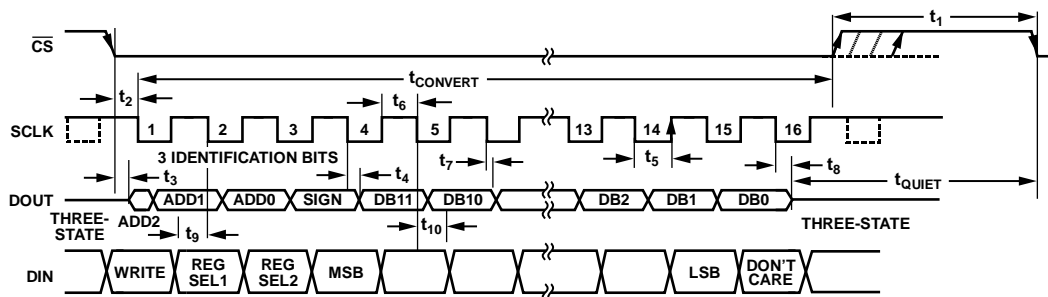 t1
CS
tCONVERT
t2
t6
SCLK
1 2 3 4 5 13 14 15 16
3 IDENTIFICATION BITS
t7
t5
t8
t3
t4
tQUIET
DOUT
ADD1 ADD0 SIGN DB11 DB10 DB2 DB1 DB0
THREE-
STATE
ADD2
THREE-STATE
t9
t10
DIN
WRITE
REG
SEL1
REG
SEL2
MSB
LSB
DON'T
CARE